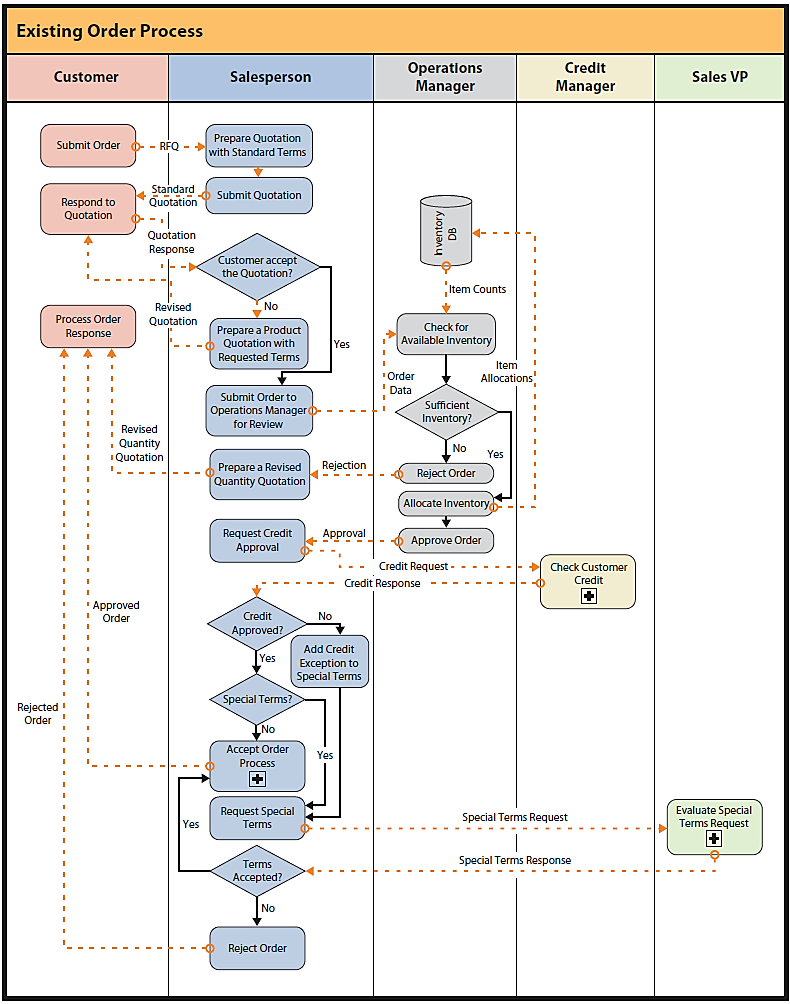 Existing Order Process
Customer
Salesperson
Operations
Manager
Credit
Manager
Sales VP
Submit Order
RFQ
Prepare Quotation
with Standard Terms
Standard
Quotation
Submit Quotation
Respond to
Quotation
Quotation
Response
Inventory
DB
Customer accept
the Quotation?
Item Counts
No
Revised
Quotation
Process Order
Response
Prepare a Product
Quotation with
Requested Terms
Yes
Check for
Available Inventory
Item
Allocations
Order
Data
Submit Order to
Operations Manager
for Review
Sufficient
Inventory?
No
Yes
Revised
Quantity
Quotation
Prepare a Revised
Quantity Quotation
Rejection
Reject Order
Allocate Inventory
Request Credit
Approval
Approval
Approve Order
Credit Request
Check Customer
Credit
Credit Response
Approved
Order
Credit
Approved?
No
Add Credit
Exception to
Special Terms
Yes
Special Terms?
Rejected
Order
No
Yes
Accept Order
Process
Request Special
Terms
Yes
Special Terms Request
Evaluate Special
Terms Request
Special Terms Response
Terms
Accepted?
No
Reject Order